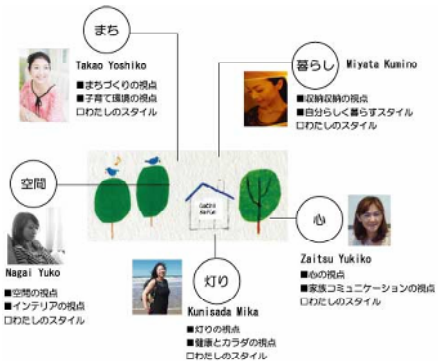 まち
Takao Yoshiko
■まちづくりの視点
■子育て環境の視点
□わたしのスタイル
暮らし
Miyata Kumino
■収納収納の視点
■自分らしく暮らすスタイル
□わたしのスタイル
空間
Nagai Yuko
■空間の視点
■インテリアの視点
□わたしのスタイル
心
Zaitsu Yukiko
■心の視点
■家族コミュニケーションの視点
□わたしのスタイル
灯り
Kunisada Mika
■灯りの視点
■健康とカラダの視点
□わたしのスタイル